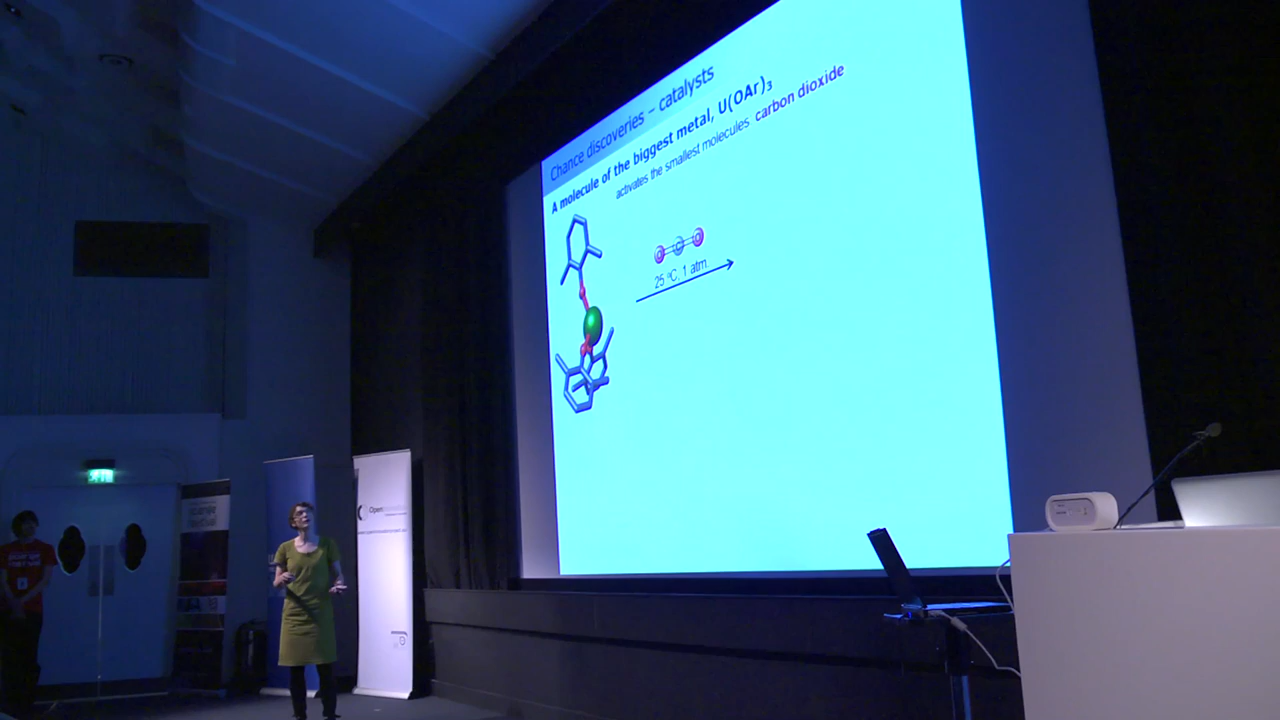 Chance discoveries – catalysts
A molecule of the biggest metal, U(OAr)₃
activates the smallest molecules carbon dioxide
O C O
25 °C, 1 atm
Open